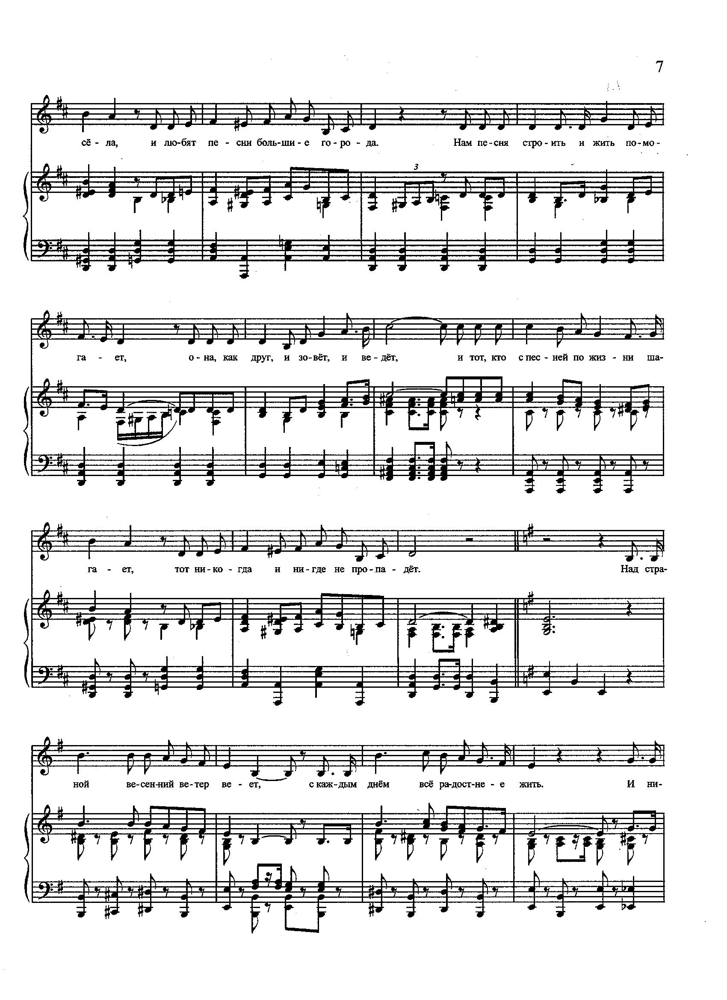 7
сё - ла, и лю - бят пе - сни боль - ши - е го - ро - да. Нам пе - сня стро - ить и жить по - мо -
3
га - ет, о - на, как друг, и зо - вёт, и ве - дёт, и тот, кто с пес - ней по жиз - ни ша-
га - ет, тот ни - ко - гда и ни - где не про - па - дёт. Над стра-
ной ве - сен - ний ве - тер ве - ет, с каж - дым днём всё ра - дост - не - е жить. И ни-